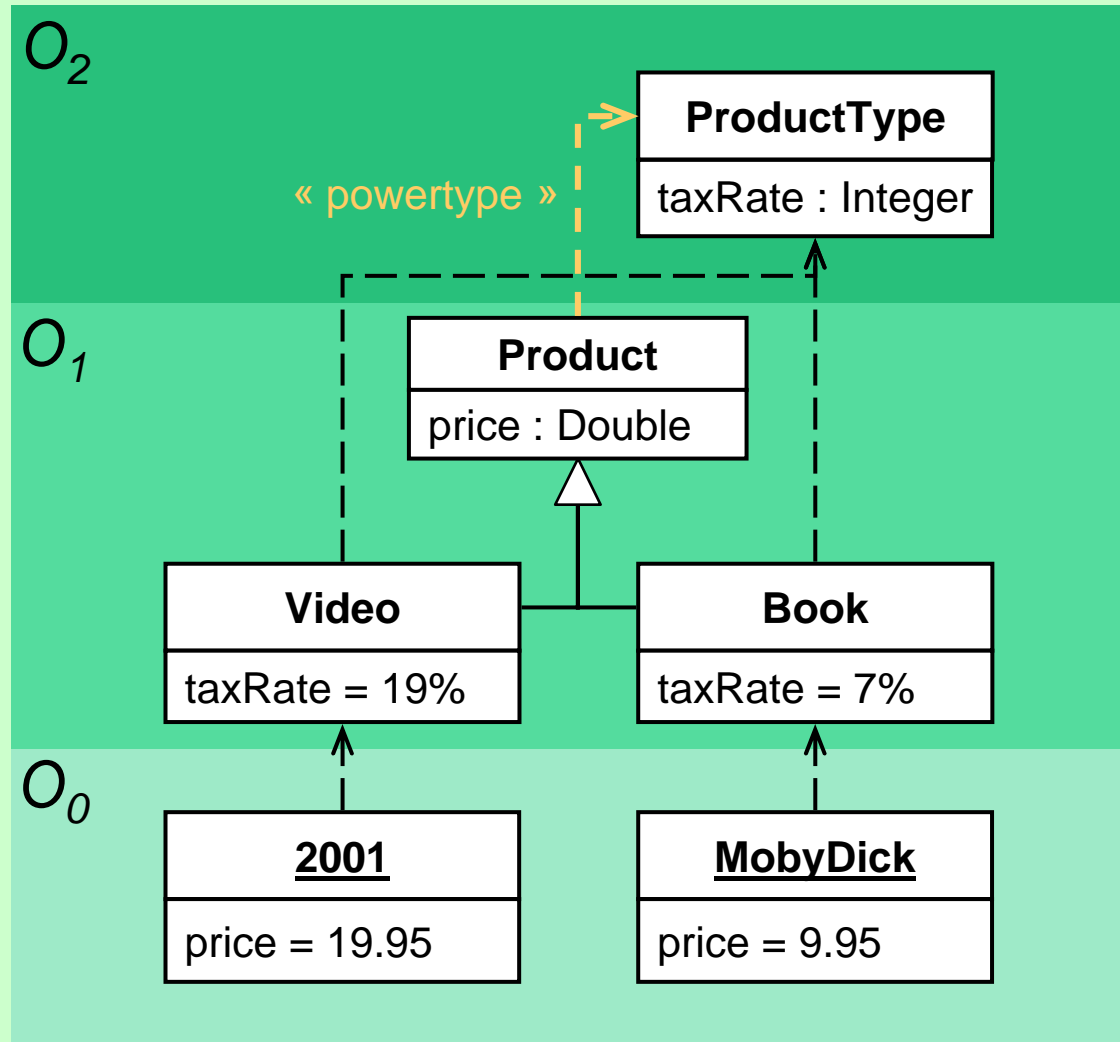 O2
ProductType
taxRate : Integer
« powertype »
O1
Product
price : Double
Video
taxRate = 19%
Book
taxRate = 7%
O0
2001
price = 19.95
MobyDick
price = 9.95